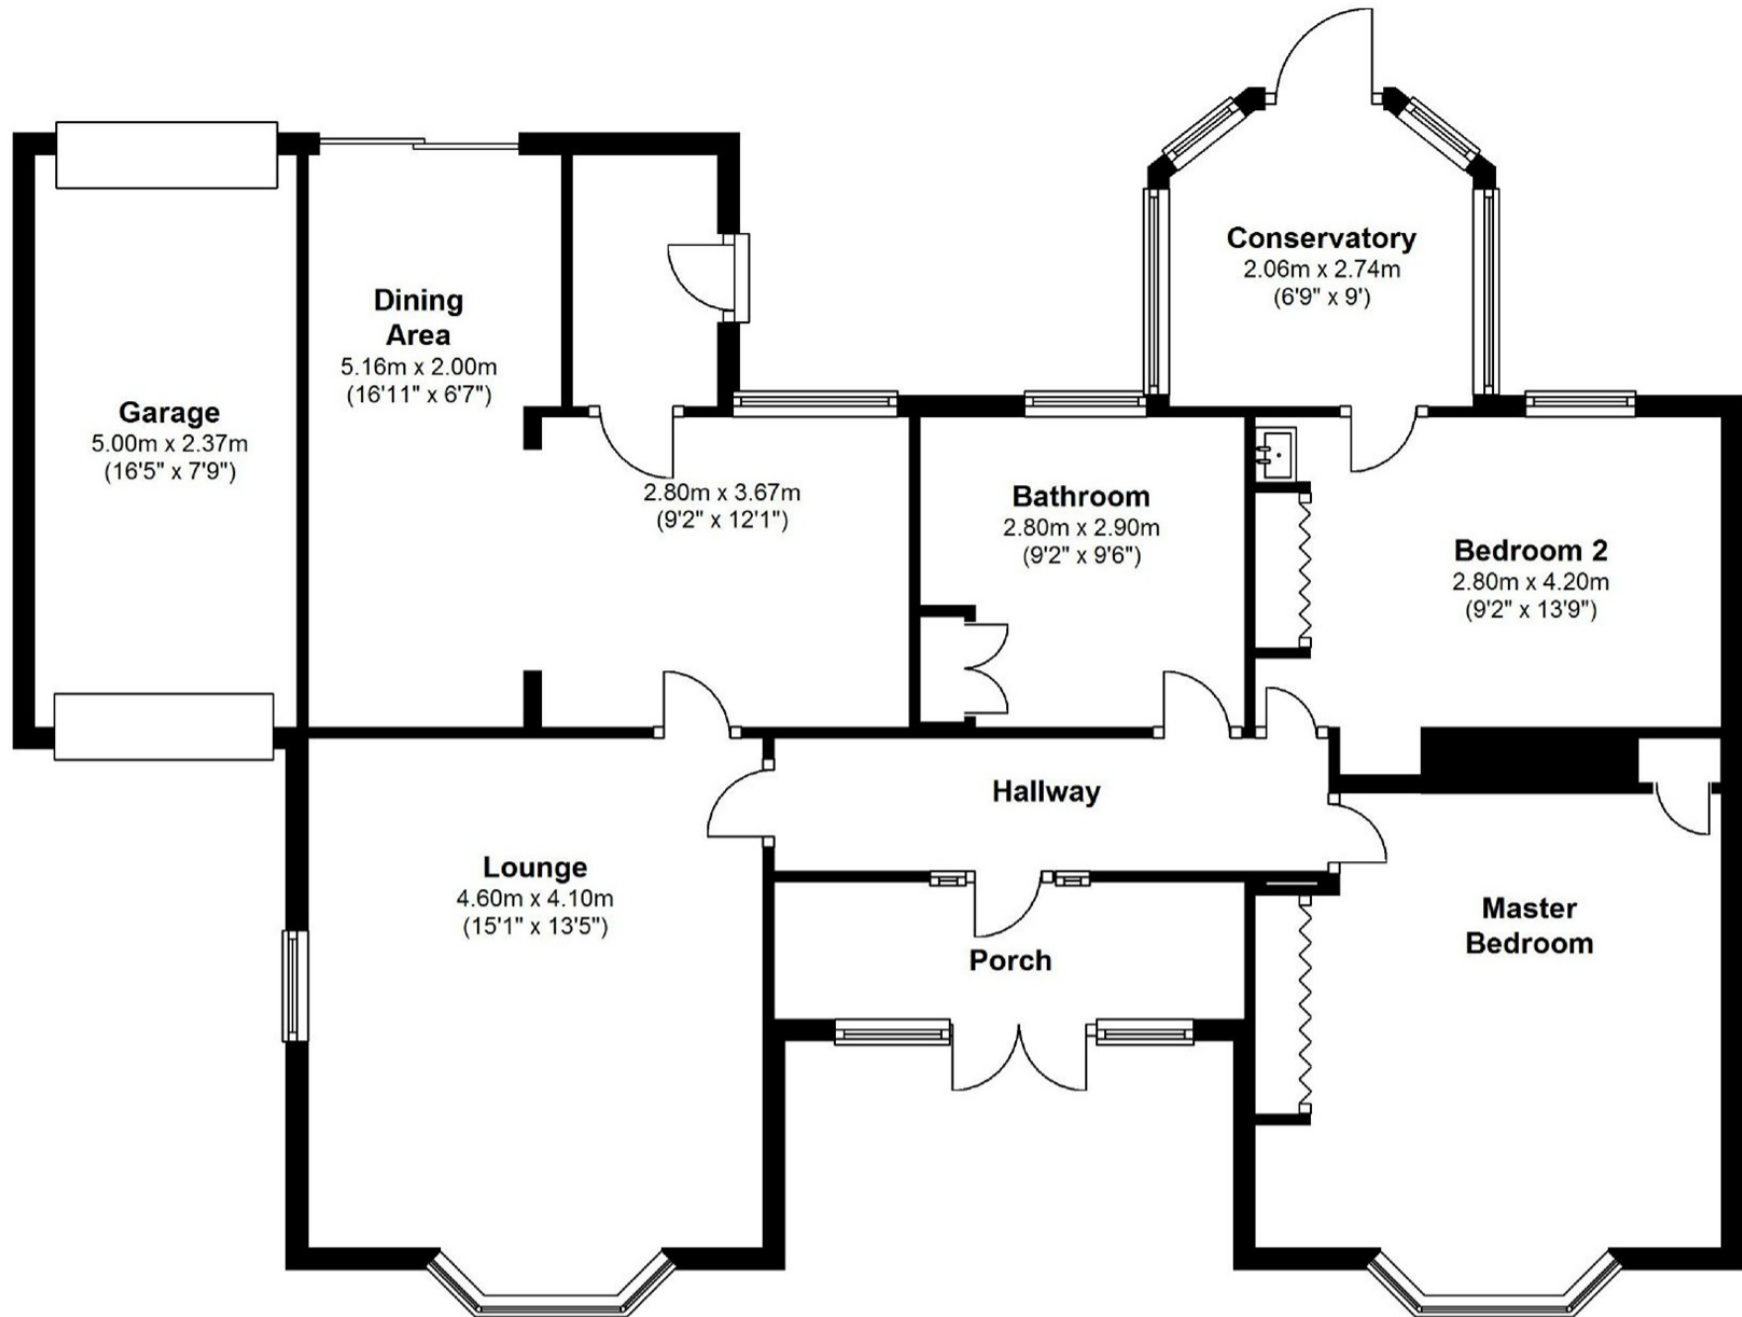 Conservatory
2.06m x 2.74m
(6'9" x 9')
Dining
Area
5.16m x 2.00m
(16'11" x 6'7")
Garage
5.00m x 2.37m
(16'5" x 7'9")
2.80m x 3.67m
(9'2" x 12'1")
Bathroom
2.80m x 2.90m
(9'2" x 9'6")
Bedroom 2
2.80m x 4.20m
(9'2" x 13'9")
Hallway
Lounge
4.60m x 4.10m
(15'1" x 13'5")
Porch
Master
Bedroom